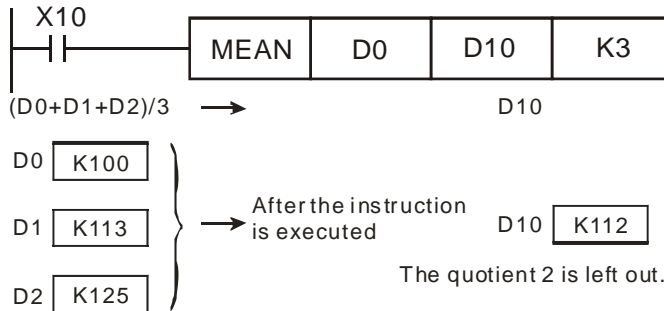 X10
MEAN D0 D10 K3
(D0+D1+D2)/3 D10
D0 K100
D1 K113
D2 K125
After the instruction
is executed
D10 K112
The quotient 2 is left out.